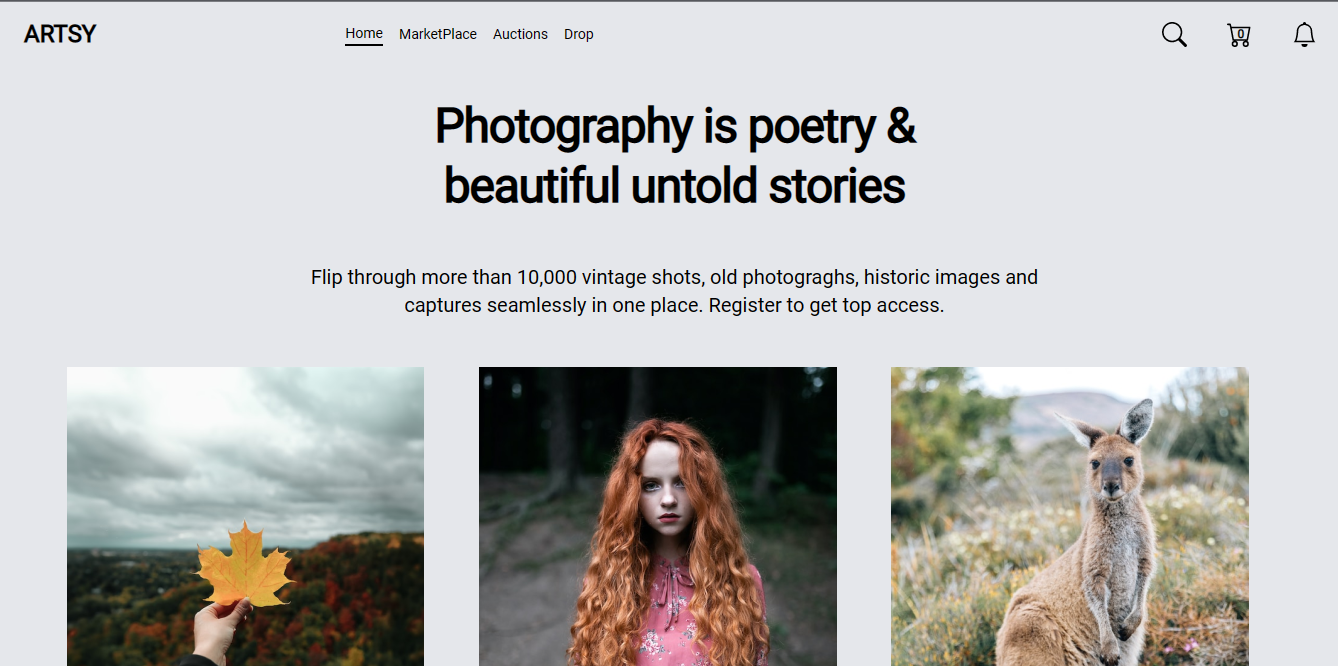 ARTSY
Home MarketPlace Auctions Drop
0
Photography is poetry &
beautiful untold stories
Flip through more than 10,000 vintage shots, old photograghs, historic images and
captures seamlessly in one place. Register to get top access.